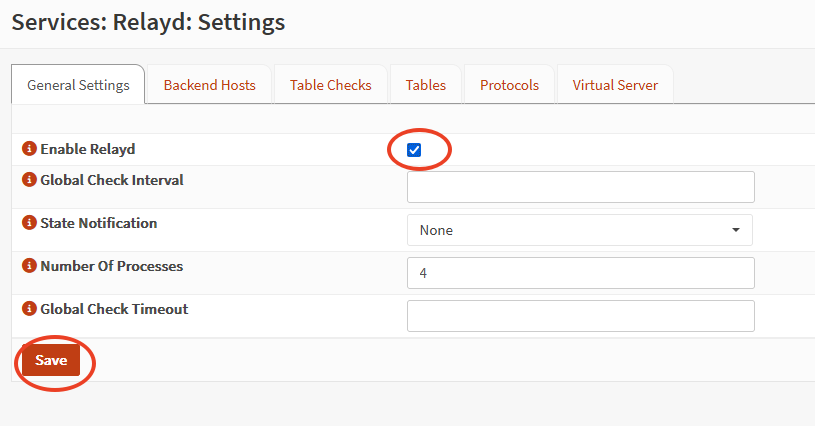 Services: Relayd: Settings
General Settings Backend Hosts Table Checks Tables Protocols Virtual Server
Enable Relayd
Global Check Interval
State Notification None
Number Of Processes 4
Global Check Timeout
Save